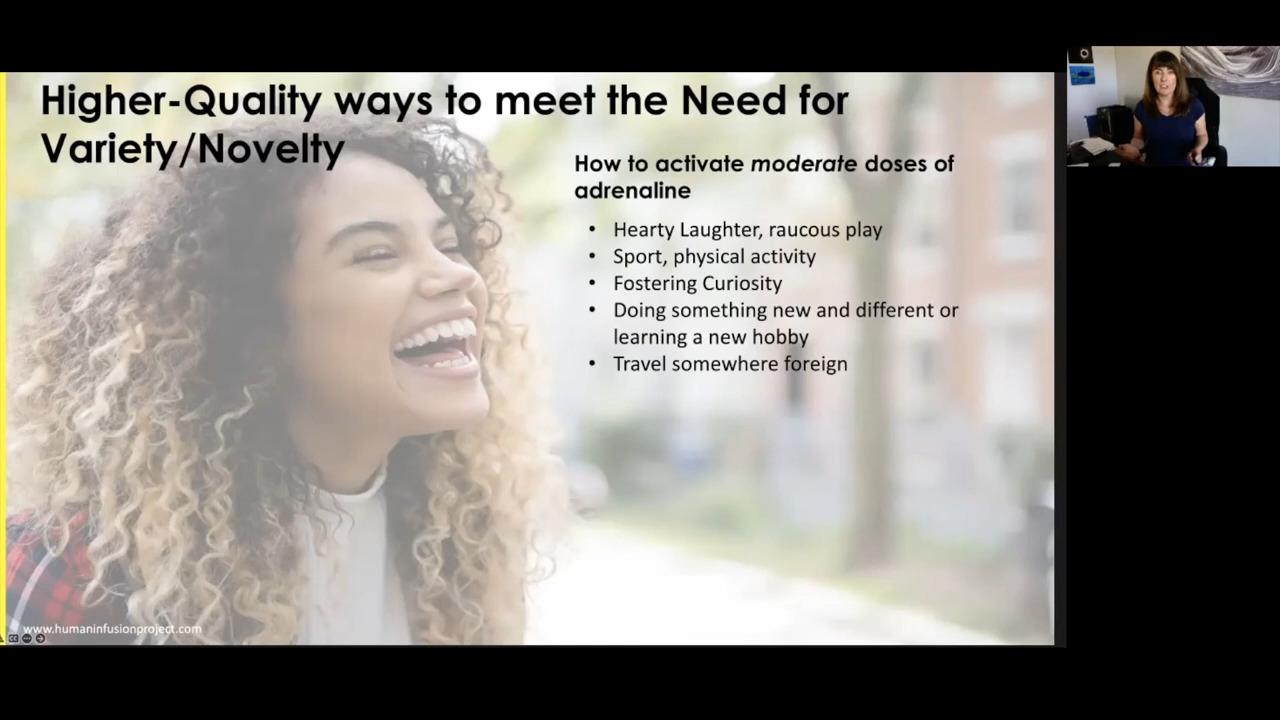 Higher-Quality ways to meet the Need for
Variety/Novelty
How to activate moderate doses of
adrenaline
• Hearty Laughter, raucous play
• Sport, physical activity
• Fostering Curiosity
• Doing something new and different or
learning a new hobby
• Travel somewhere foreign
www.humaninfusionproject.com